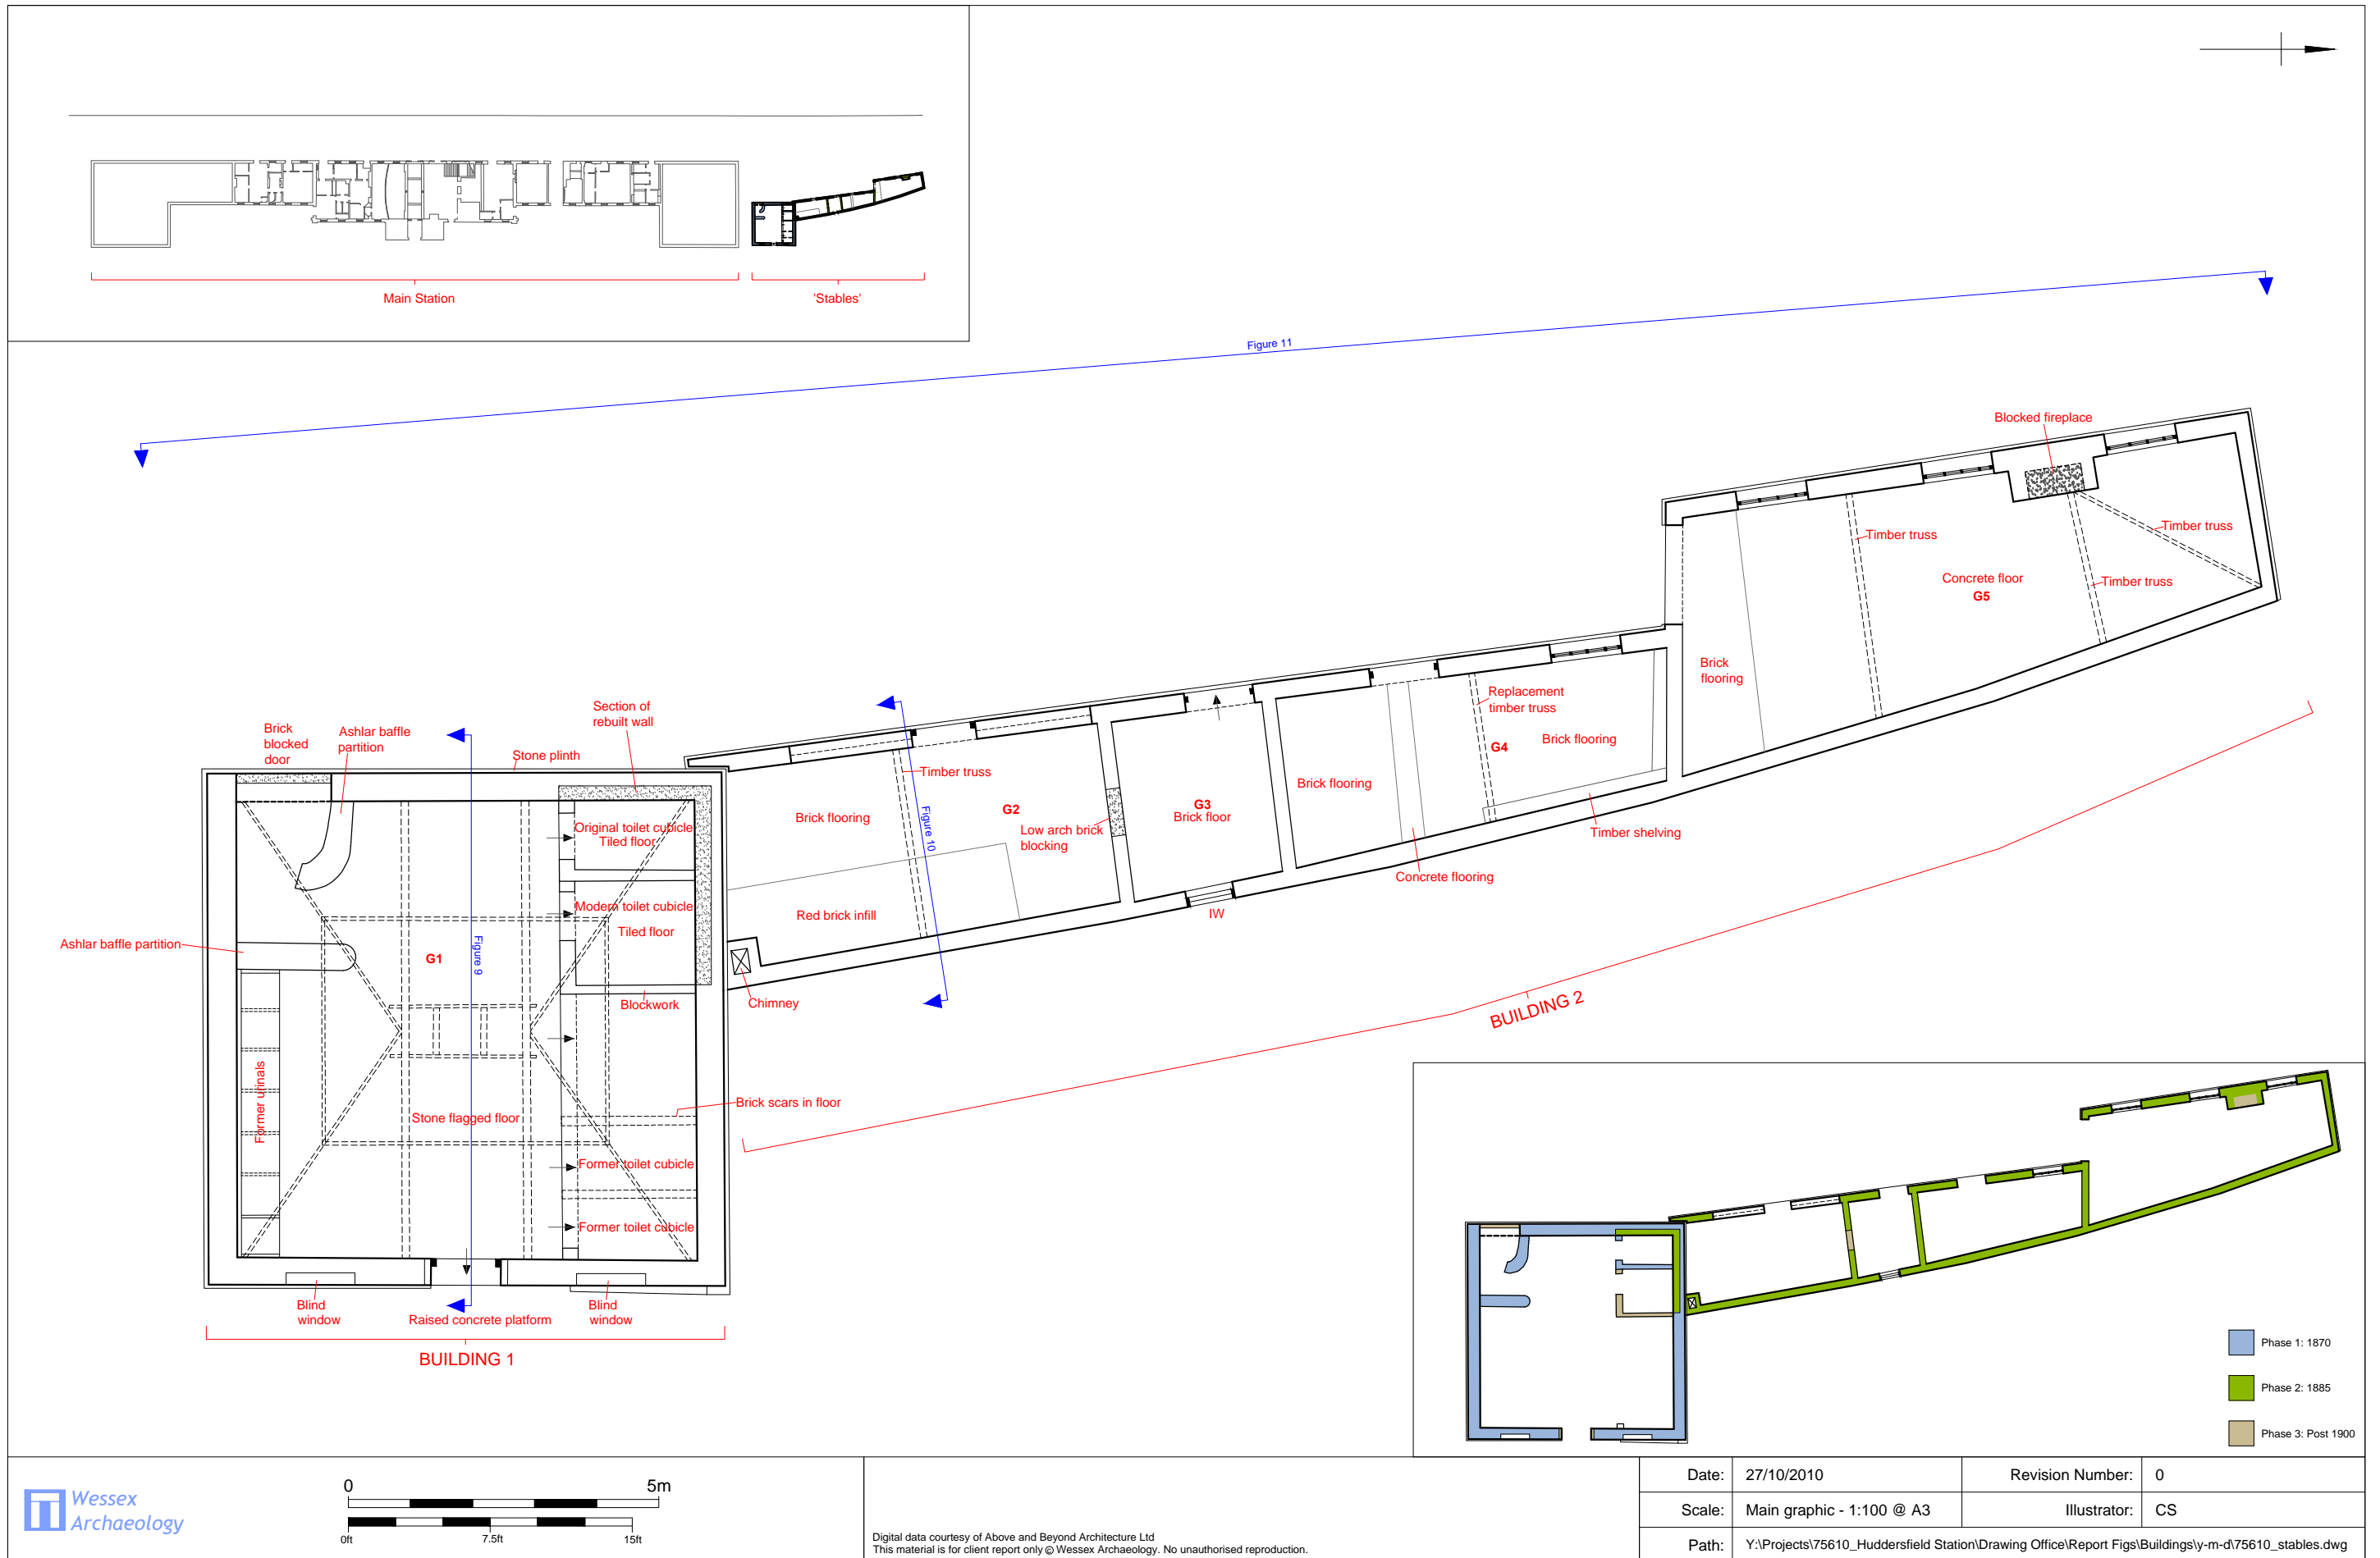 Main Station
'Stables'
Figure 11
Blocked fireplace
Timber truss
Timber truss
Concrete floor
G5
Timber truss
Brick
flooring
Replacement
timber truss
G4
Brick flooring
Section of
rebuilt wall
Brick
blocked
door
Ashlar baffle
partition
Stone plinth
Timber truss
Brick flooring
G2
Figure 10
Low arch brick
blocking
G3
Brick floor
Brick flooring
Timber shelving
Concrete flooring
Original toilet cubicle
Tiled floor
Modern toilet cubicle
Tiled floor
Red brick infill
IW
Ashlar baffle partition
G1
Figure 9
Blockwork
Chimney
BUILDING 2
Former urinals
Stone flagged floor
Brick scars in floor
Former toilet cubicle
Former toilet cubicle
Blind
window
Raised concrete platform
Blind
window
BUILDING 1
Phase 1: 1870
Phase 2: 1885
Phase 3: Post 1900
Wessex
Archaeology
0 5m
0ft 7.5ft 15ft
Digital data courtesy of Above and Beyond Architecture Ltd
This material is for client report only © Wessex Archaeology. No unauthorised reproduction.
Date: 27/10/2010 Revision Number: 0
Scale: Main graphic - 1:100 @ A3 Illustrator: CS
Path: Y:\Projects\75610_Huddersfield Station\Drawing Office\Report Figs\Buildings\y-m-d\75610_stables.dwg